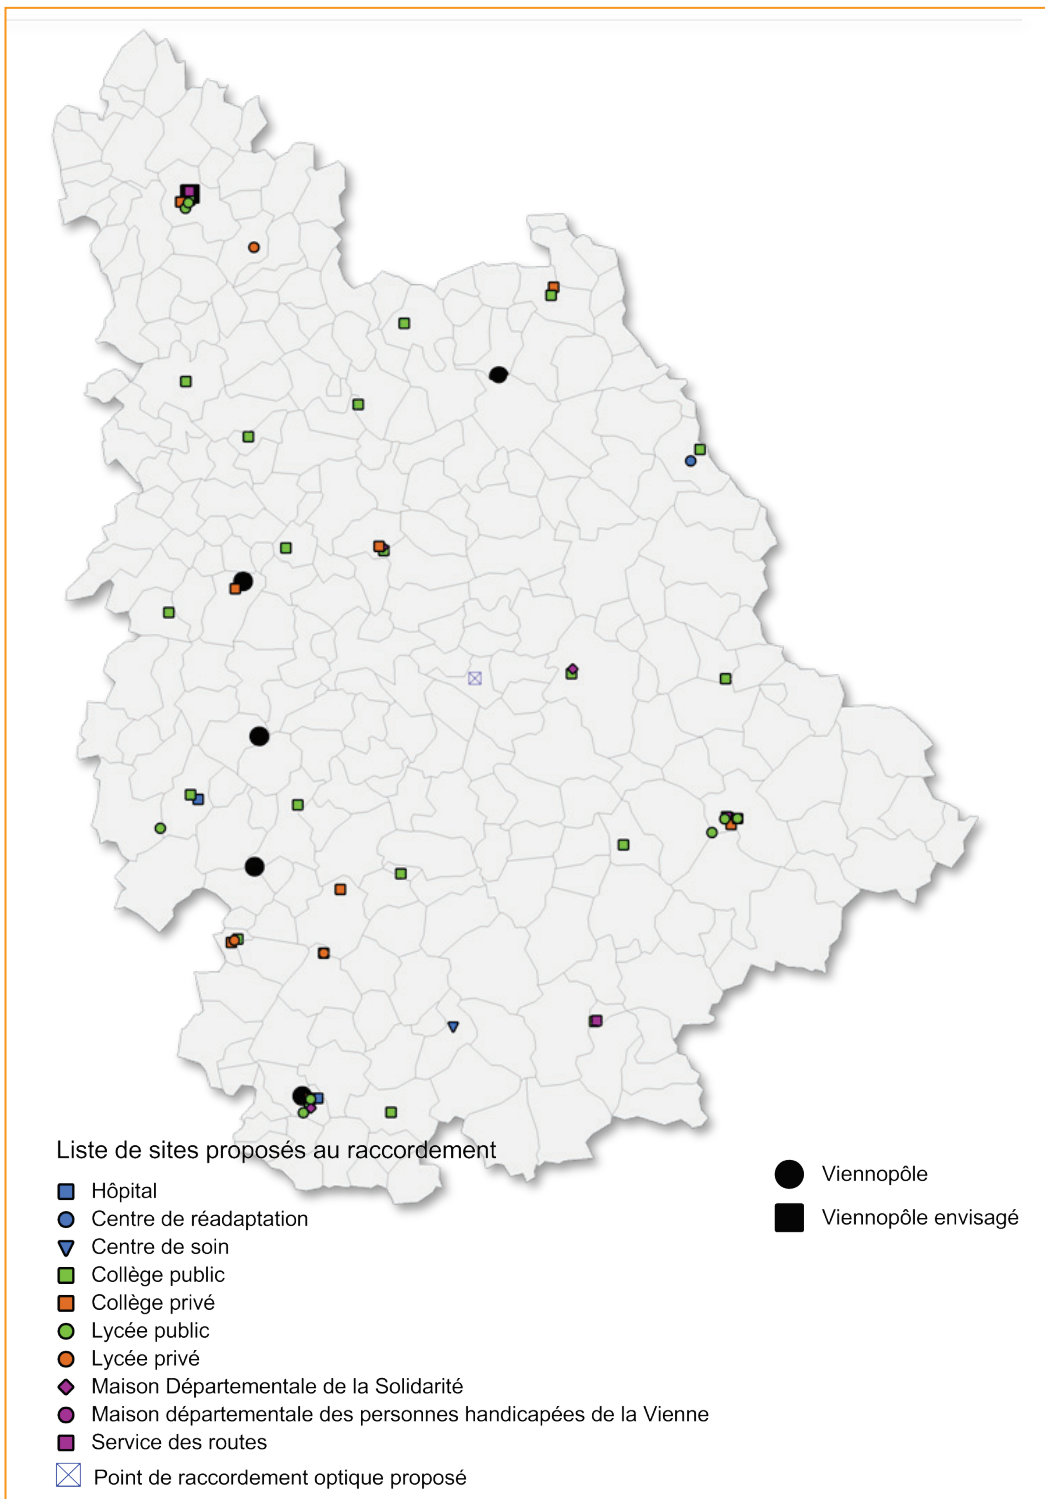 Liste de sites proposés au raccordement
Hôpital
Centre de réadaptation
Centre de soin
Collège public
Collège privé
Lycée public
Lycée privé
Maison Départementale de la Solidarité
Maison départementale des personnes handicapées de la Vienne
Service des routes
Point de raccordement optique proposé
Viennopôle
Viennopôle envisagé